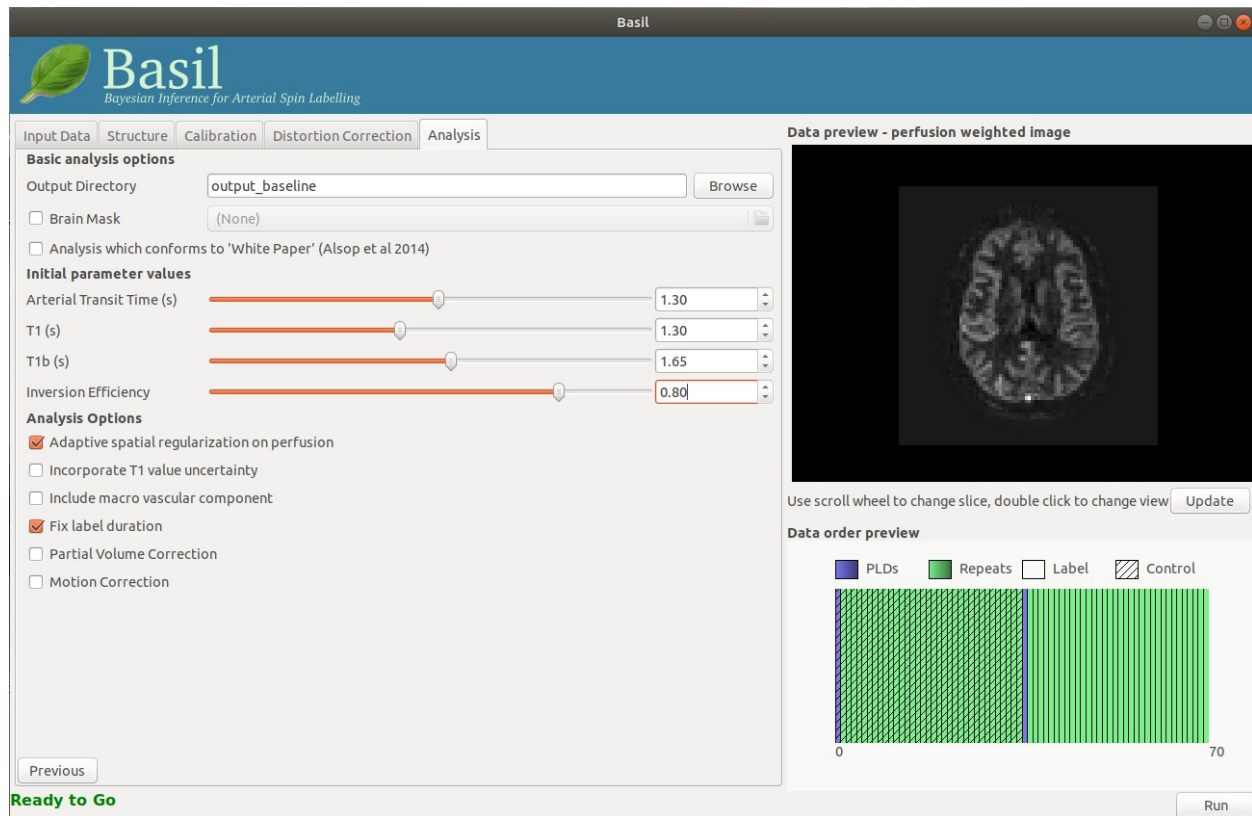 Basil
Basil
Bayesian Inference for Arterial Spin Labelling
Input Data Structure Calibration Distortion Correction Analysis
Basic analysis options
Output Directory output_baseline Browse
Brain Mask (None)
Analysis which conforms to 'White Paper' (Alsop et al 2014)
Initial parameter values
Arterial Transit Time (s) 1.30
T1 (s) 1.30
T1b (s) 1.65
Inversion Efficiency 0.80
Analysis Options
Adaptive spatial regularization on perfusion
Incorporate T1 value uncertainty
Include macro vascular component
Fix label duration
Partial Volume Correction
Motion Correction
Previous
Ready to Go
Data preview - perfusion weighted image
Use scroll wheel to change slice, double click to change view Update
Data order preview
PLDs Repeats Label Control
0 70
Run